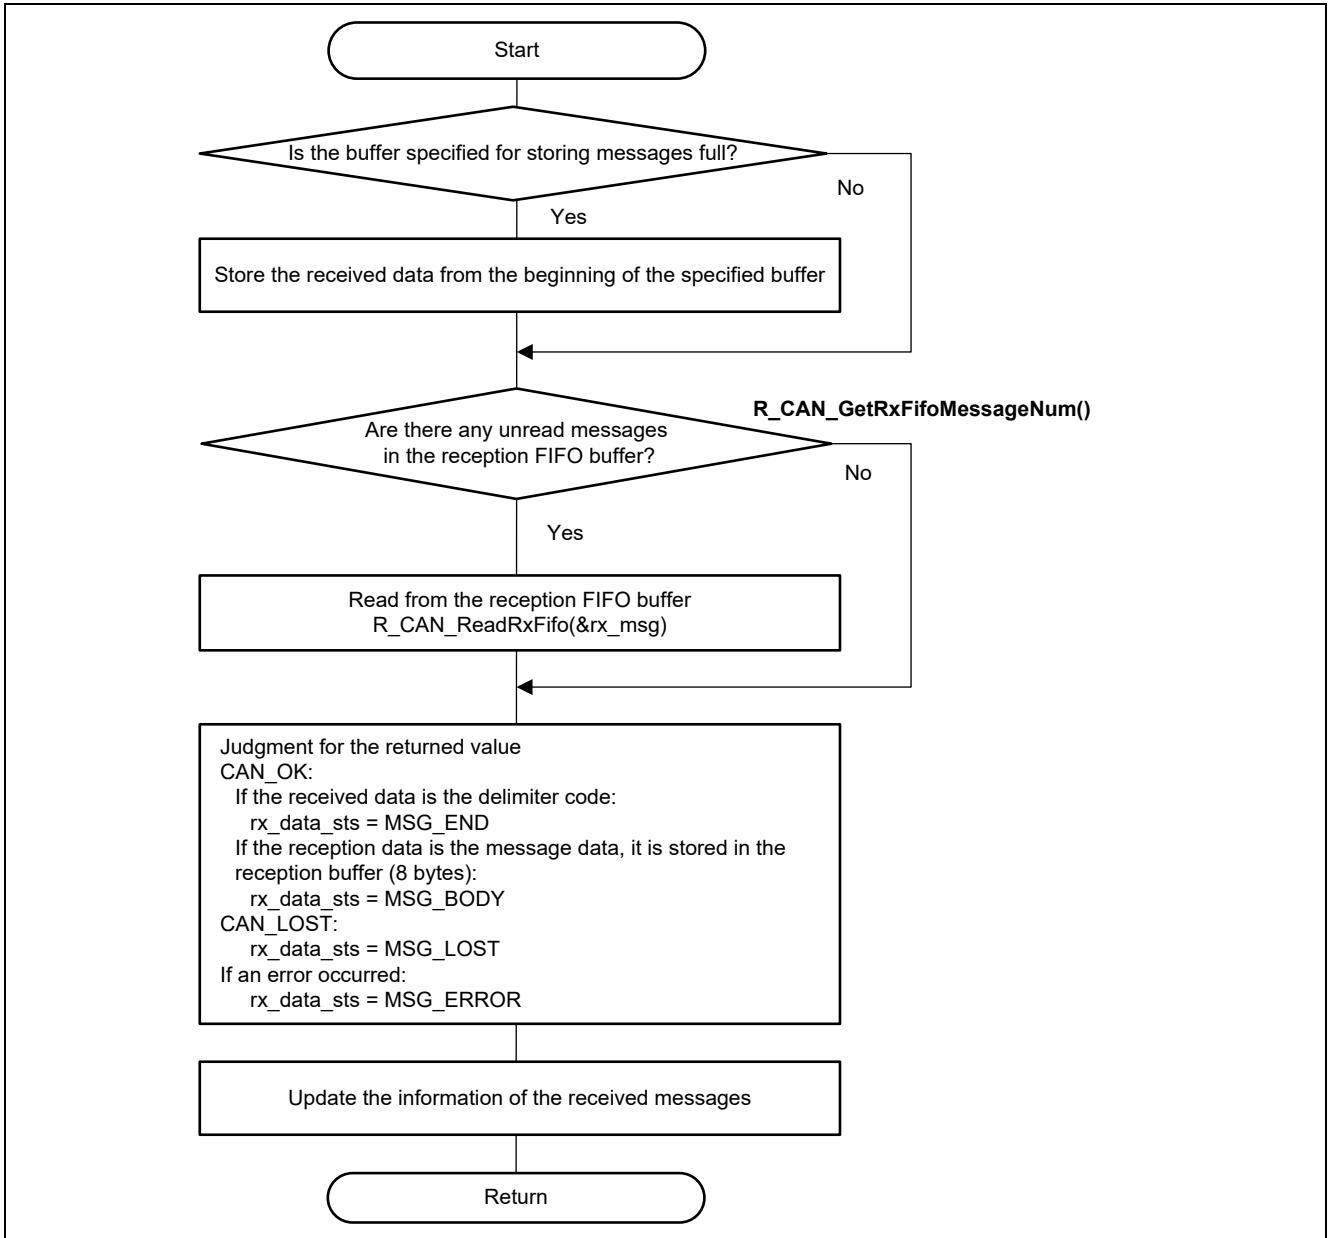 Start
Is the buffer specified for storing messages full?
No
Yes
Store the received data from the beginning of the specified buffer
R_CAN_GetRxFifoMessageNum()
Are there any unread messages
in the reception FIFO buffer?
No
Yes
Read from the reception FIFO buffer
R_CAN_ReadRxFifo(&rx_msg)
Judgment for the returned value
CAN_OK:
If the received data is the delimiter code:
rx_data_sts = MSG_END
If the reception data is the message data, it is stored in the
reception buffer (8 bytes):
rx_data_sts = MSG_BODY
CAN_LOST:
rx_data_sts = MSG_LOST
If an error occurred:
rx_data_sts = MSG_ERROR
Update the information of the received messages
Return